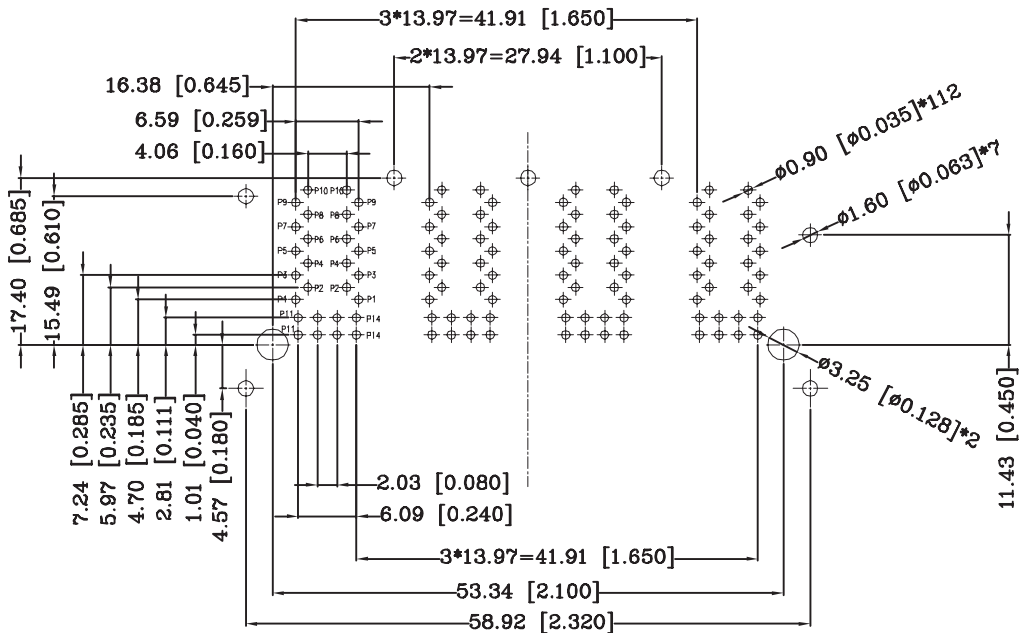 3*13.97=41.91 [1.650]
2*13.97=27.94 [1.100]
16.38 [0.645]
6.59 [0.259]
4.06 [0.160]
ø0.90 [ø0.035]*112
ø1.60 [ø0.063]*7
17.40 [0.685]
15.49 [0.610]
P10 P10
P9 P9
P8 P8
P7 P7
P6 P6
P5 P5
P4 P4
P3 P3
P2 P2
P1 P1
P11 P14
P11 P14
7.24 [0.285]
5.97 [0.235]
4.70 [0.185]
2.81 [0.111]
1.01 [0.040]
4.57 [0.180]
ø3.25 [ø0.128]*2
11.43 [0.450]
2.03 [0.080]
6.09 [0.240]
3*13.97=41.91 [1.650]
53.34 [2.100]
58.92 [2.320]